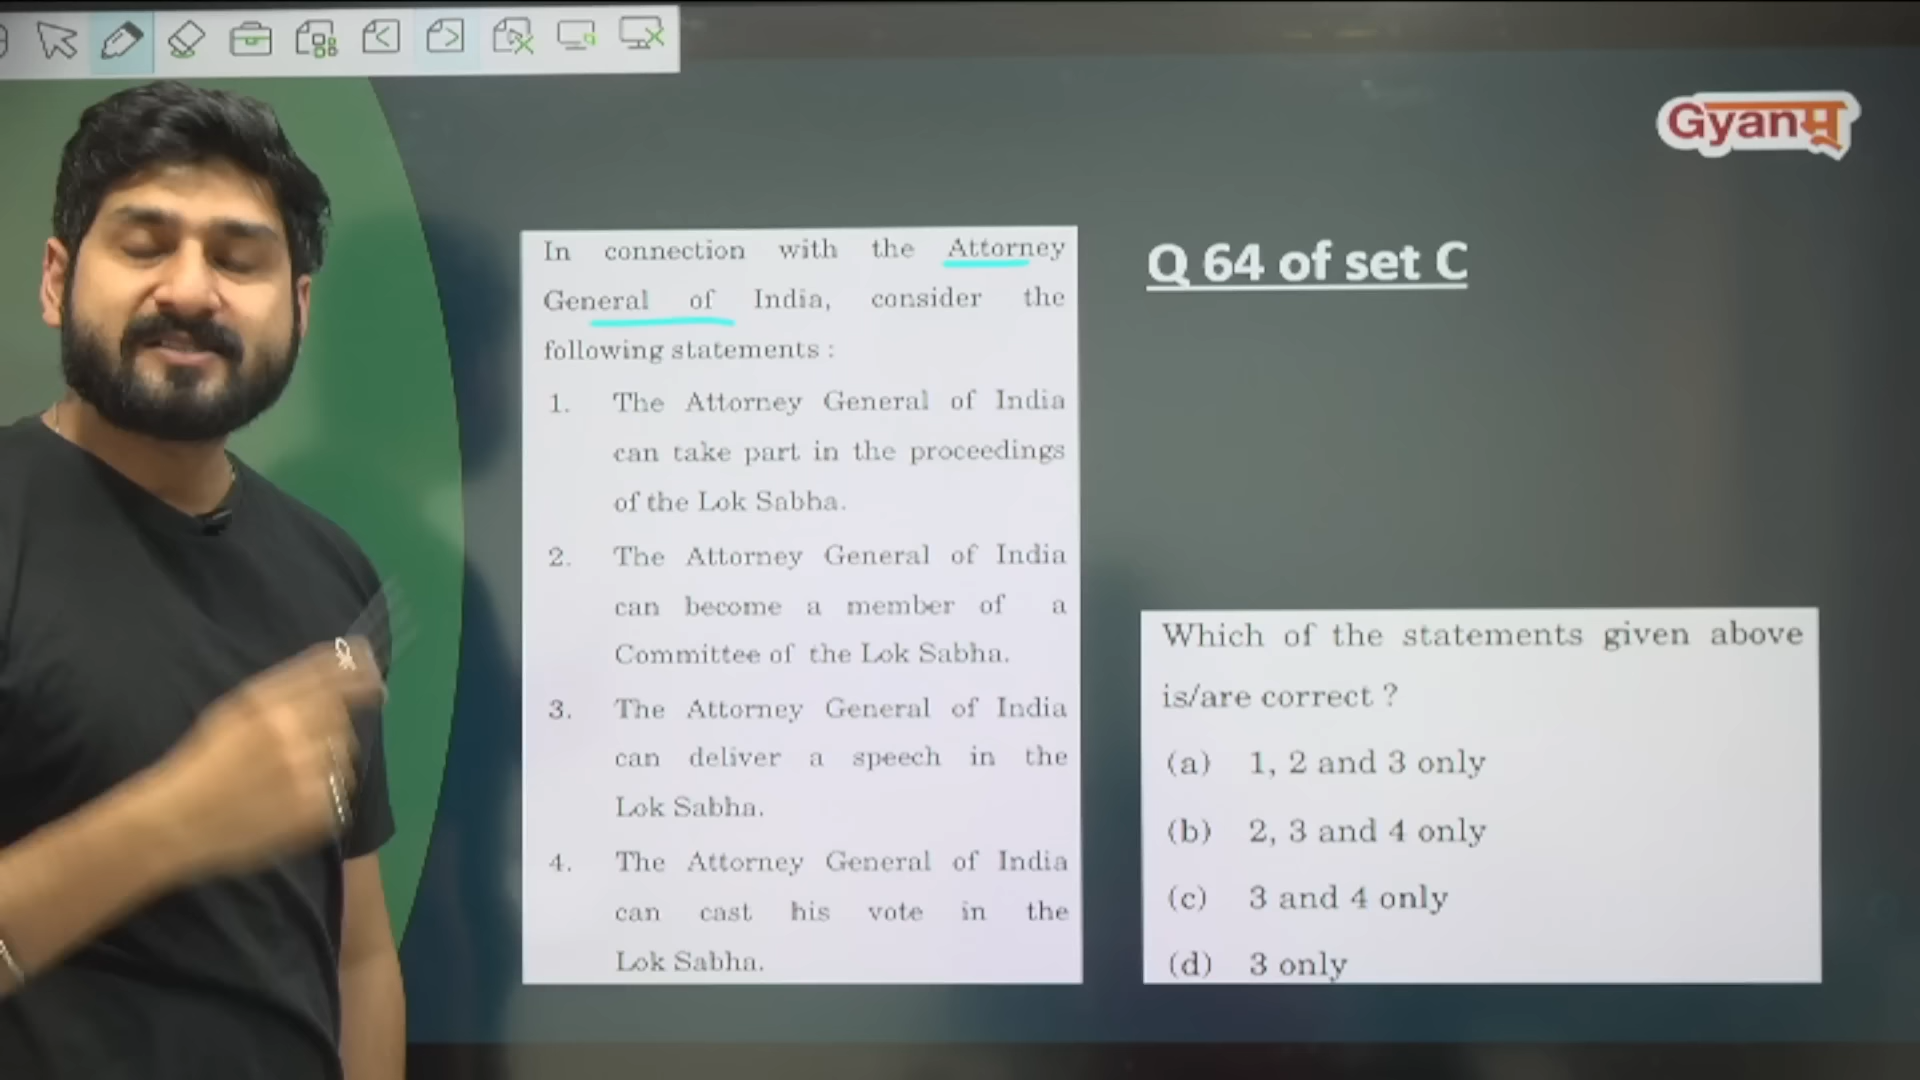 Gyanम्
In connection with the Attorney
General of India, consider the
following statements :
1. The Attorney General of India
can take part in the proceedings
of the Lok Sabha.
2. The Attorney General of India
can become a member of a
Committee of the Lok Sabha.
3. The Attorney General of India
can deliver a speech in the
Lok Sabha.
4. The Attorney General of India
can cast his vote in the
Lok Sabha.
Q 64 of set C
Which of the statements given above
is/are correct ?
(a) 1, 2 and 3 only
(b) 2, 3 and 4 only
(c) 3 and 4 only
(d) 3 only